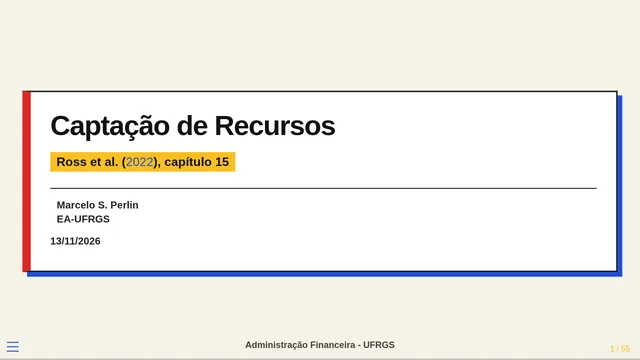 Captação de Recursos
Ross et al. (2022), capítulo 15
Marcelo S. Perlin
EA-UFRGS
13/11/2026
Administração Financeira - UFRGS
1 / 55